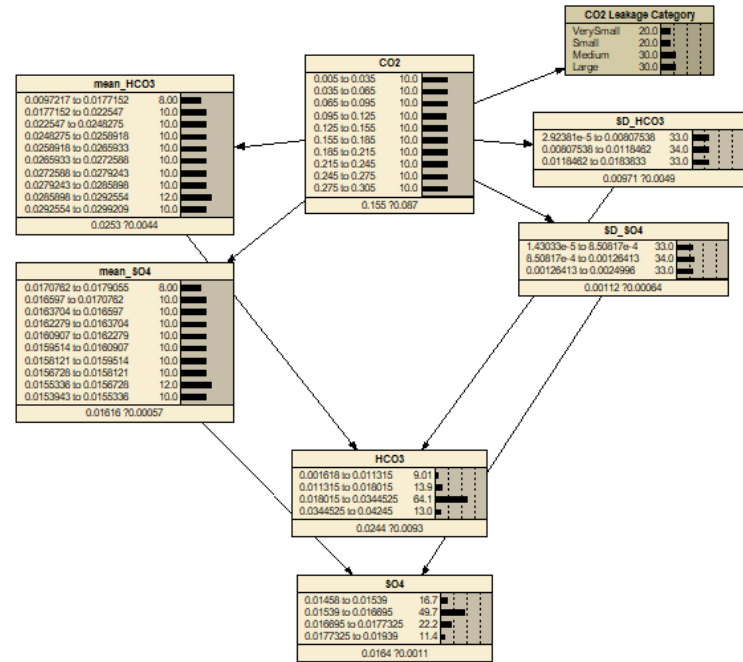 CO2 Leakage Category
VerySmall 20.0
Small 20.0
Medium 30.0
Large 30.0
CO2
0.005 to 0.035 10.0
0.035 to 0.065 10.0
0.065 to 0.095 10.0
0.095 to 0.125 10.0
0.125 to 0.155 10.0
0.155 to 0.185 10.0
0.185 to 0.215 10.0
0.215 to 0.245 10.0
0.245 to 0.275 10.0
0.275 to 0.305 10.0
0.155 ?0.087
mean_HCO3
0.0097217 to 0.0177152 8.00
0.0177152 to 0.022547 10.0
0.022547 to 0.0248275 10.0
0.0248275 to 0.0258918 10.0
0.0258918 to 0.0265933 10.0
0.0265933 to 0.0272588 10.0
0.0272588 to 0.0279243 10.0
0.0279243 to 0.0285898 10.0
0.0285898 to 0.0292554 12.0
0.0292554 to 0.0299209 10.0
0.0253 ?0.0044
SD_HCO3
2.92381e-5 to 0.00807538 33.0
0.00807538 to 0.0118462 34.0
0.0118462 to 0.0183833 33.0
0.00971 ?0.0049
SD_SO4
1.43033e-5 to 8.50817e-4 33.0
8.50817e-4 to 0.00126413 34.0
0.00126413 to 0.0024996 33.0
0.00112 ?0.00064
mean_SO4
0.0170762 to 0.0179055 8.00
0.016597 to 0.0170762 10.0
0.0163704 to 0.016597 10.0
0.0162279 to 0.0163704 10.0
0.0160907 to 0.0162279 10.0
0.0159514 to 0.0160907 10.0
0.0158121 to 0.0159514 10.0
0.0156728 to 0.0158121 10.0
0.0155336 to 0.0156728 12.0
0.0153943 to 0.0155336 10.0
0.01616 ?0.00057
HCO3
0.001618 to 0.011315 9.01
0.011315 to 0.018015 13.9
0.018015 to 0.0344525 64.1
0.0344525 to 0.04245 13.0
0.0244 ?0.0093
SO4
0.01458 to 0.01539 16.7
0.01539 to 0.016695 49.7
0.016695 to 0.0177325 22.2
0.0177325 to 0.01939 11.4
0.0164 ?0.0011